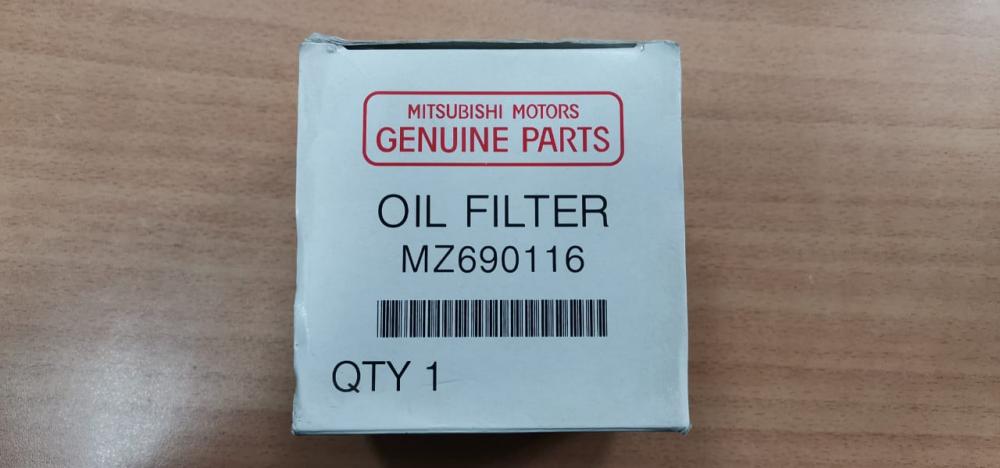 MITSUBISHI MOTORS
GENUINE PARTS
OIL FILTER
MZ690116
QTY 1